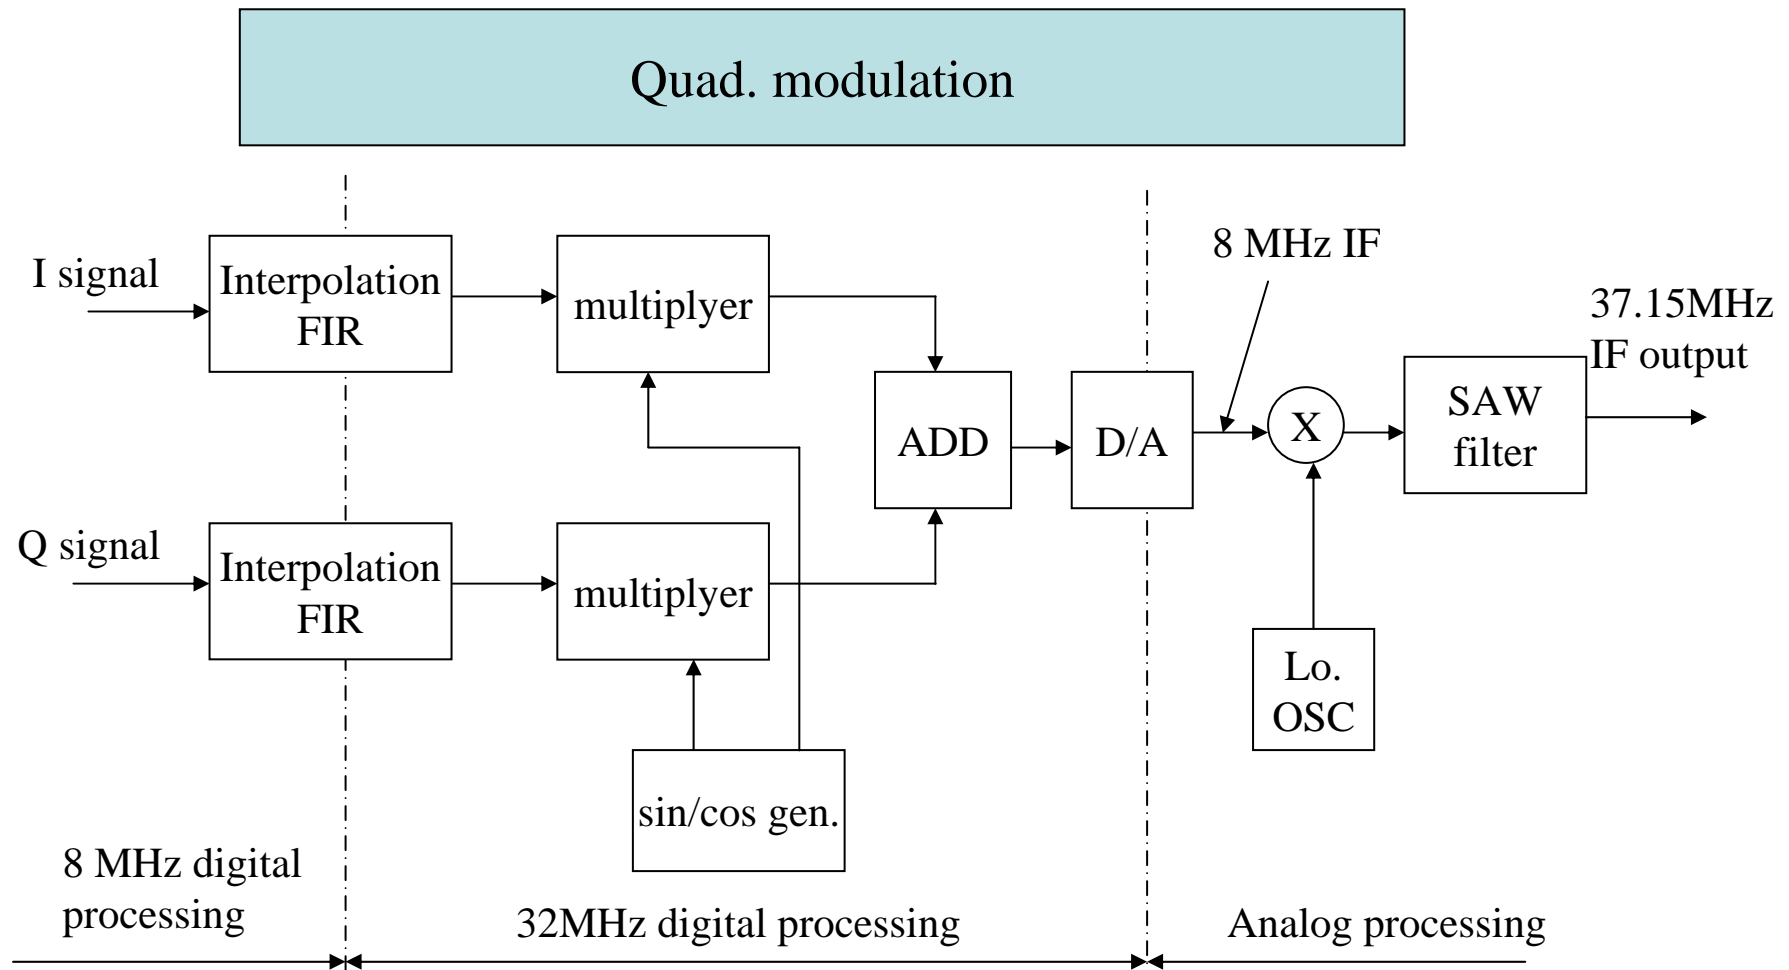 Quad. modulation
I signal
Interpolation
FIR
multiplyer
8 MHz IF
37.15MHz
IF output
ADD
D/A
X
SAW
filter
Q signal
Interpolation
FIR
multiplyer
Lo.
OSC
sin/cos gen.
8 MHz digital
processing
32MHz digital processing
Analog processing